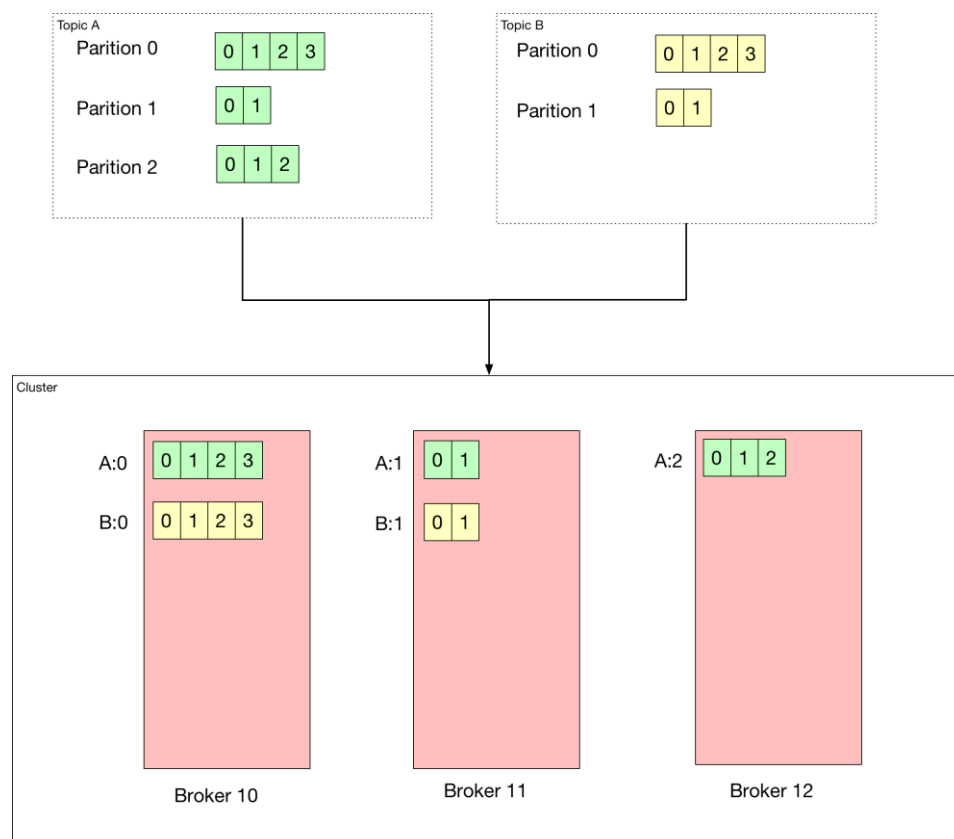 Topic A
Parition 0 0 1 2 3
Parition 1 0 1
Parition 2 0 1 2
Topic B
Parition 0 0 1 2 3
Parition 1 0 1
Cluster
A:0 0 1 2 3
B:0 0 1 2 3
Broker 10
A:1 0 1
B:1 0 1
Broker 11
A:2 0 1 2
Broker 12